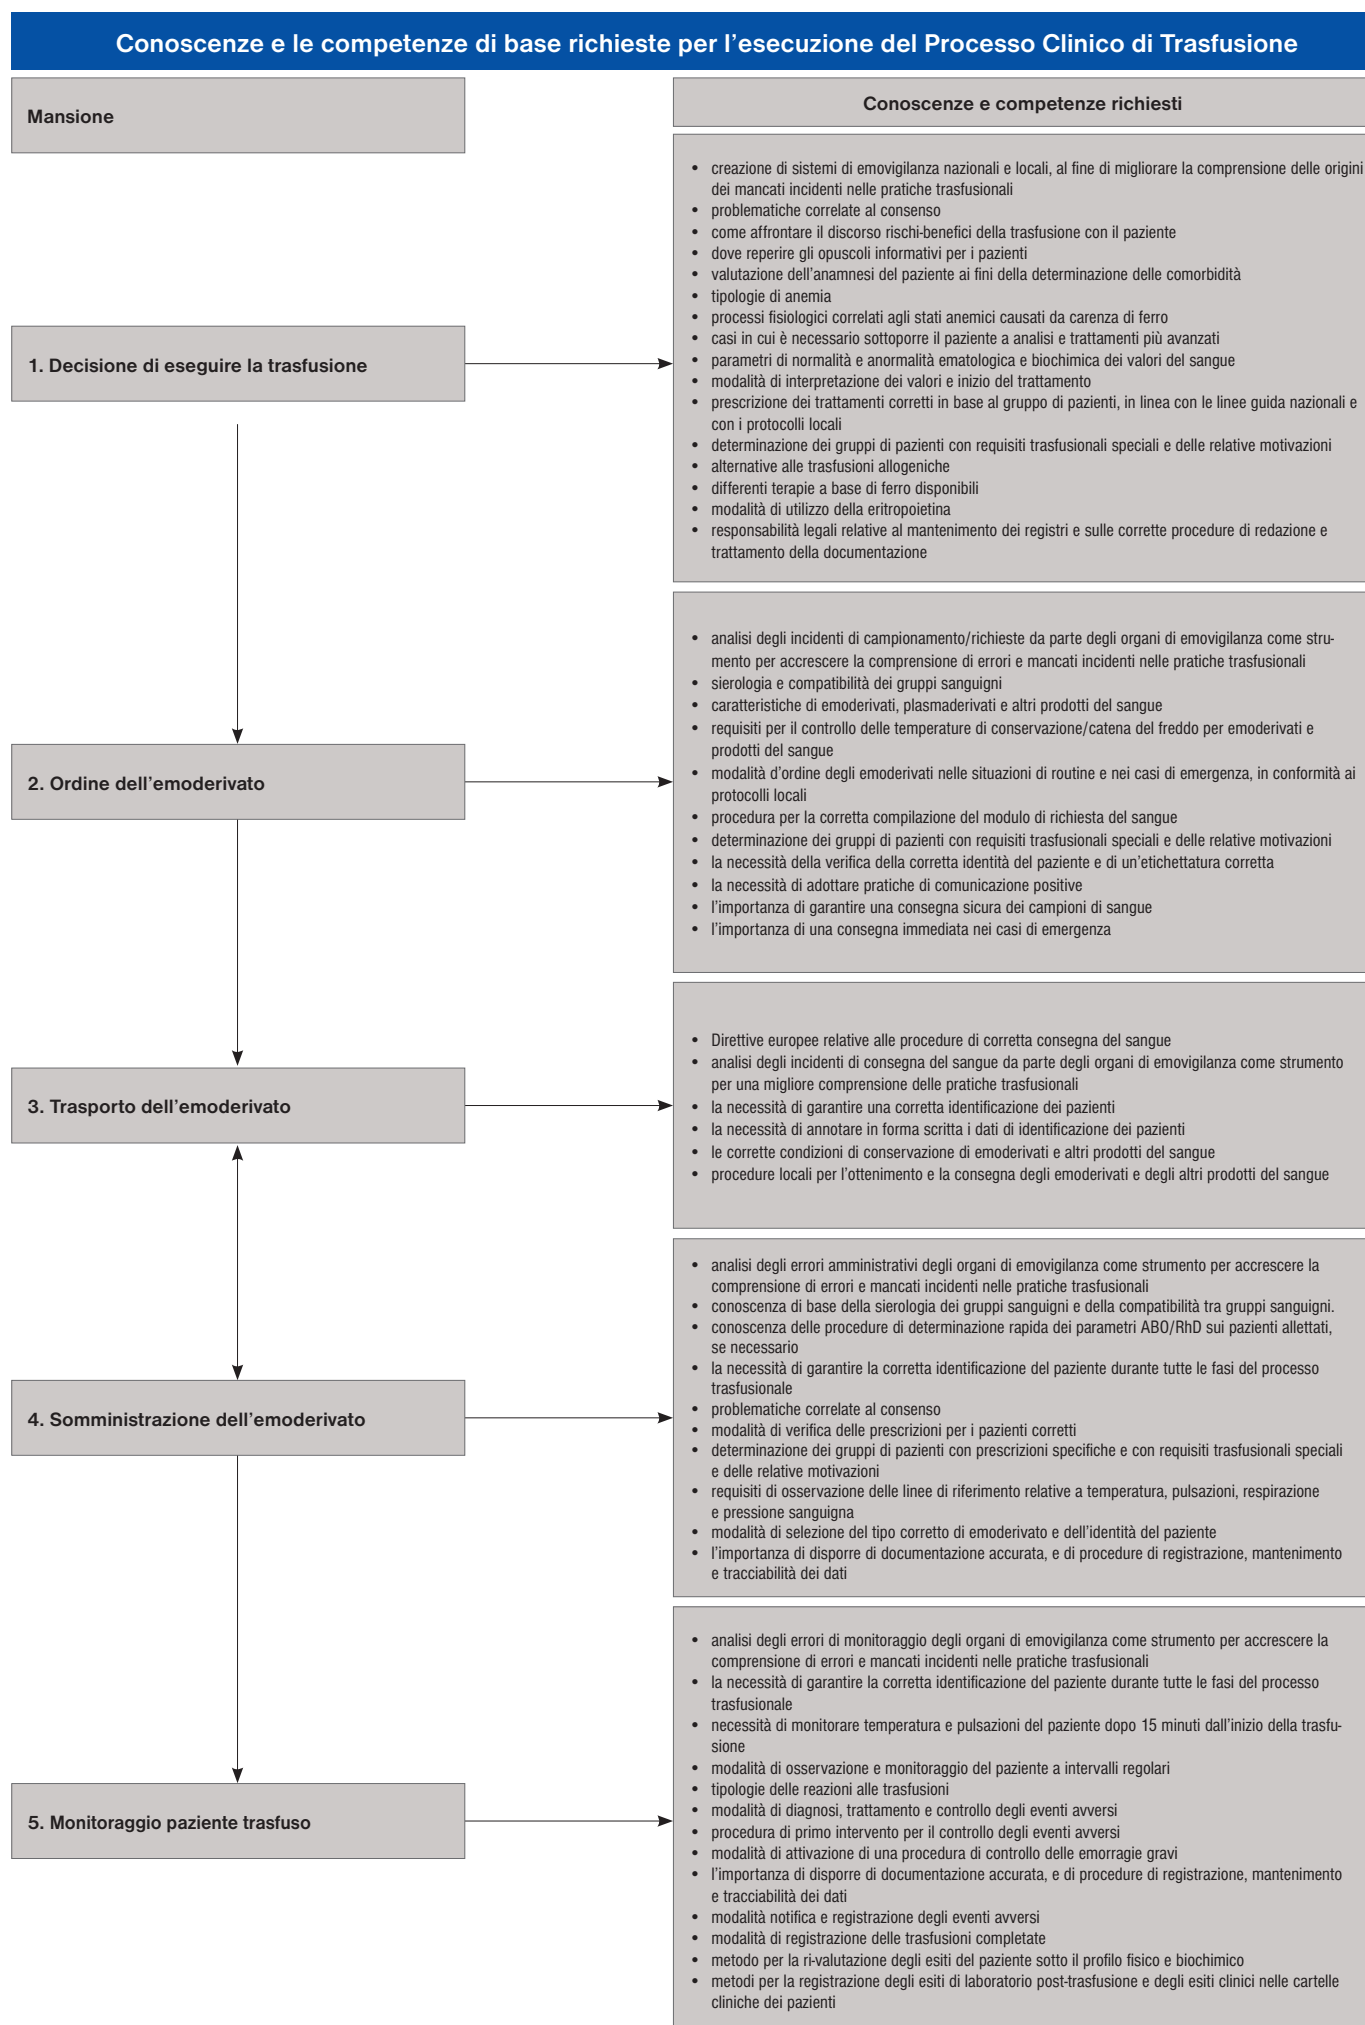 Conoscenze e le competenze di base richieste per l'esecuzione del Processo Clinico di Trasfusione
Mansione
Conoscenze e competenze richiesti
1. Decisione di eseguire la trasfusione
• creazione di sistemi di emovigilanza nazionali e locali, al fine di migliorare la comprensione delle origini
dei mancati incidenti nelle pratiche trasfusionali
• problematiche correlate al consenso
• come affrontare il discorso rischi-benefici della trasfusione con il paziente
• dove reperire gli opuscoli informativi per i pazienti
• valutazione dell'anamnesi del paziente ai fini della determinazione delle comorbidità
• tipologie di anemia
• processi fisiologici correlati agli stati anemici causati da carenza di ferro
• casi in cui è necessario sottoporre il paziente a analisi e trattamenti più avanzati
• parametri di normalità e anormalità ematologica e biochimica dei valori del sangue
• modalità di interpretazione dei valori e inizio del trattamento
• prescrizione dei trattamenti corretti in base al gruppo di pazienti, in linea con le linee guida nazionali e
con i protocolli locali
• determinazione dei gruppi di pazienti con requisiti trasfusionali speciali e delle relative motivazioni
• alternative alle trasfusioni allogeniche
• differenti terapie a base di ferro disponibili
• modalità di utilizzo della eritropoietina
• responsabilità legali relative al mantenimento dei registri e sulle corrette procedure di redazione e
trattamento della documentazione
2. Ordine dell'emoderivato
• analisi degli incidenti di campionamento/richieste da parte degli organi di emovigilanza come stru-
mento per accrescere la comprensione di errori e mancati incidenti nelle pratiche trasfusionali
• sierologia e compatibilità dei gruppi sanguigni
• caratteristiche di emoderivati, plasmaderivati e altri prodotti del sangue
• requisiti per il controllo delle temperature di conservazione/catena del freddo per emoderivati e
prodotti del sangue
• modalità d'ordine degli emoderivati nelle situazioni di routine e nei casi di emergenza, in conformità ai
protocolli locali
• procedura per la corretta compilazione del modulo di richiesta del sangue
• determinazione dei gruppi di pazienti con requisiti trasfusionali speciali e delle relative motivazioni
• la necessità della verifica della corretta identità del paziente e di un'etichettatura corretta
• la necessità di adottare pratiche di comunicazione positive
• l'importanza di garantire una consegna sicura dei campioni di sangue
• l'importanza di una consegna immediata nei casi di emergenza
3. Trasporto dell'emoderivato
• Direttive europee relative alle procedure di corretta consegna del sangue
• analisi degli incidenti di consegna del sangue da parte degli organi di emovigilanza come strumento
per una migliore comprensione delle pratiche trasfusionali
• la necessità di garantire una corretta identificazione dei pazienti
• la necessità di annotare in forma scritta i dati di identificazione dei pazienti
• le corrette condizioni di conservazione di emoderivati e altri prodotti del sangue
• procedure locali per l'ottenimento e la consegna degli emoderivati e degli altri prodotti del sangue
4. Somministrazione dell'emoderivato
• analisi degli errori amministrativi degli organi di emovigilanza come strumento per accrescere la
comprensione di errori e mancati incidenti nelle pratiche trasfusionali
• conoscenza di base della sierologia dei gruppi sanguigni e della compatibilità tra gruppi sanguigni.
• conoscenza delle procedure di determinazione rapida dei parametri ABO/RhD sui pazienti allettati,
se necessario
• la necessità di garantire la corretta identificazione del paziente durante tutte le fasi del processo
trasfusionale
• problematiche correlate al consenso
• modalità di verifica delle prescrizioni per i pazienti corretti
• determinazione dei gruppi di pazienti con prescrizioni specifiche e con requisiti trasfusionali speciali
e delle relative motivazioni
• requisiti di osservazione delle linee di riferimento relative a temperatura, pulsazioni, respirazione
e pressione sanguigna
• modalità di selezione del tipo corretto di emoderivato e dell'identità del paziente
• l'importanza di disporre di documentazione accurata, e di procedure di registrazione, mantenimento
e tracciabilità dei dati
5. Monitoraggio paziente trasfuso
• analisi degli errori di monitoraggio degli organi di emovigilanza come strumento per accrescere la
comprensione di errori e mancati incidenti nelle pratiche trasfusionali
• la necessità di garantire la corretta identificazione del paziente durante tutte le fasi del processo
trasfusionale
• necessità di monitorare temperatura e pulsazioni del paziente dopo 15 minuti dall'inizio della trasfu-
sione
• modalità di osservazione e monitoraggio del paziente a intervalli regolari
• tipologie delle reazioni alle trasfusioni
• modalità di diagnosi, trattamento e controllo degli eventi avversi
• procedura di primo intervento per il controllo degli eventi avversi
• modalità di attivazione di una procedura di controllo delle emorragie gravi
• l'importanza di disporre di documentazione accurata, e di procedure di registrazione, mantenimento
e tracciabilità dei dati
• modalità notifica e registrazione degli eventi avversi
• modalità di registrazione delle trasfusioni completate
• metodo per la ri-valutazione degli esiti del paziente sotto il profilo fisico e biochimico
• metodi per la registrazione degli esiti di laboratorio post-trasfusione e degli esiti clinici nelle cartelle
cliniche dei pazienti